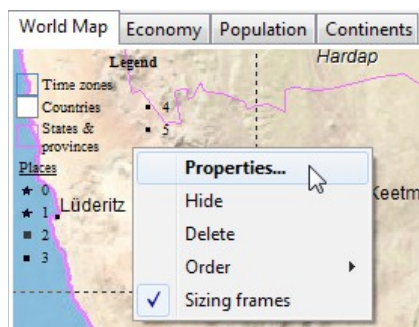 World Map Economy Population Continents
Legend
Hardap
Time zones
Countries
4
States &
provinces
5
Places
0
1
2
3
Lüderitz
Keetm
Properties...
Hide
Delete
Order
Sizing frames